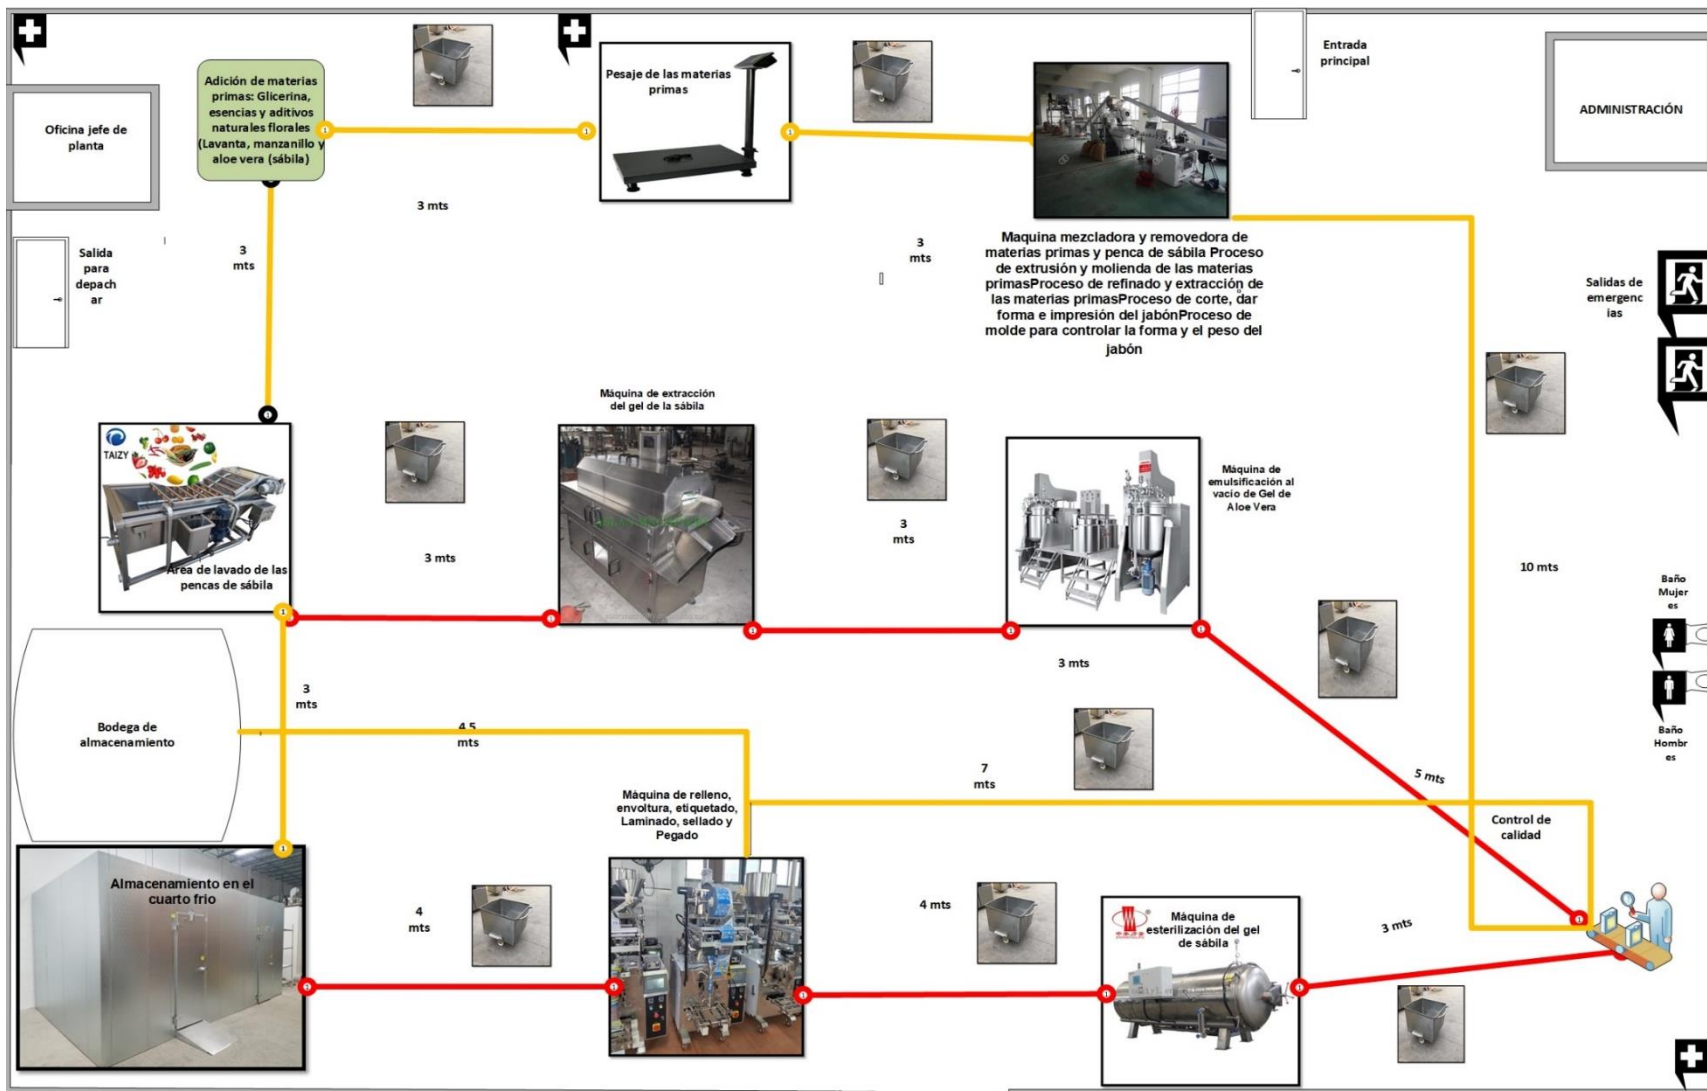 Adición de materias
primas: Glicerina,
esencias y aditivos
naturales florales
(Lavanta, manzanillo y
aloe vera (sábila)
Pesaje de las materias
primas
Entrada
principal
ADMINISTRACIÓN
Oficina jefe de
planta
3 mts
3
mts
3
mts
Salida
para
depach
ar
Maquina mezcladora y removedora de
materias primas y penca de sábila Proceso
de extrusión y molienda de las materias
primasProceso de refinado y extracción de
las materias primasProceso de corte, dar
forma e impresión del jabónProceso de
molde para controlar la forma y el peso del
jabón
Salidas de
emergenc
ias
Máquina de extracción
del gel de la sábila
TAIZY
Área de lavado de las
pencas de sábila
3 mts
3
mts
Máquina de
emulsificación al
vacio de Gel de
Aloe Vera
10 mts
Baño
Mujer
es
3 mts
3
mts
Bodega de
almacenamiento
4.5
mts
Baño
Hombr
es
7
mts
5 mts
Máquina de relleno,
envoltura, etiquetado,
Laminado, sellado y
Pegado
Control de
calidad
Almacenamiento en el
cuarto frio
4
mts
4 mts
Máquina de
esterilización del gel
de sábila
3 mts